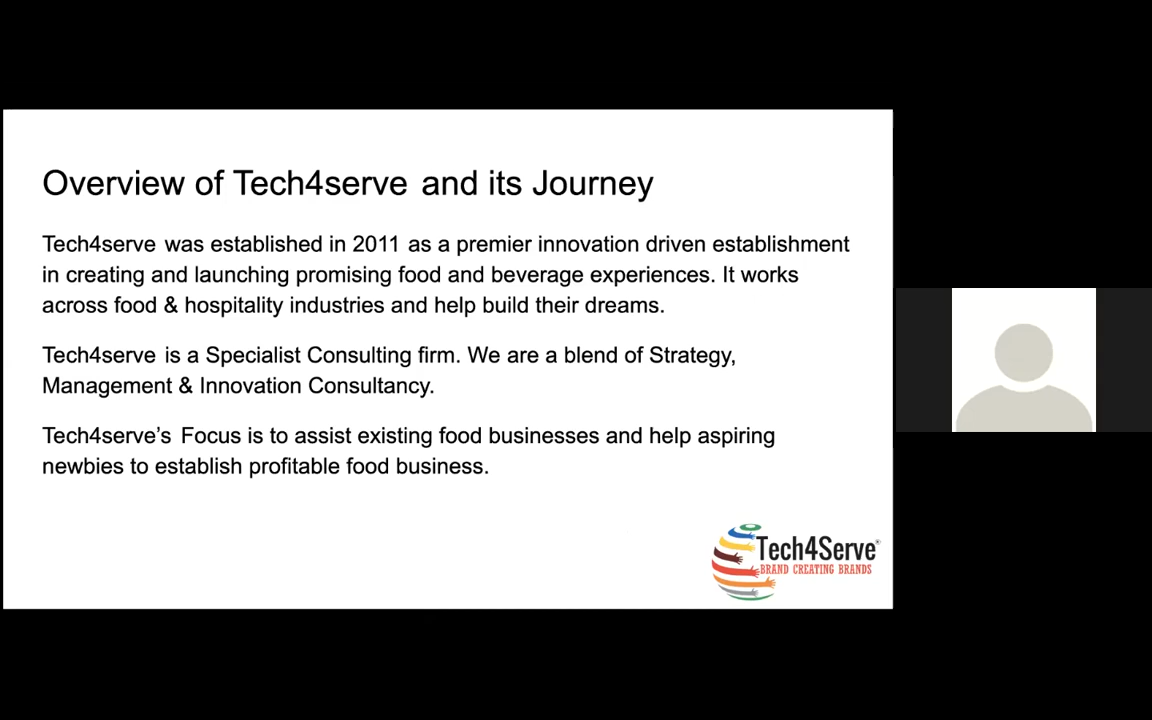 Overview of Tech4serve and its Journey
Tech4serve was established in 2011 as a premier innovation driven establishment
in creating and launching promising food and beverage experiences. It works
across food & hospitality industries and help build their dreams.
Tech4serve is a Specialist Consulting firm. We are a blend of Strategy,
Management & Innovation Consultancy.
Tech4serve’s Focus is to assist existing food businesses and help aspiring
newbies to establish profitable food business.
Tech4Serve®
BRAND CREATING BRANDS